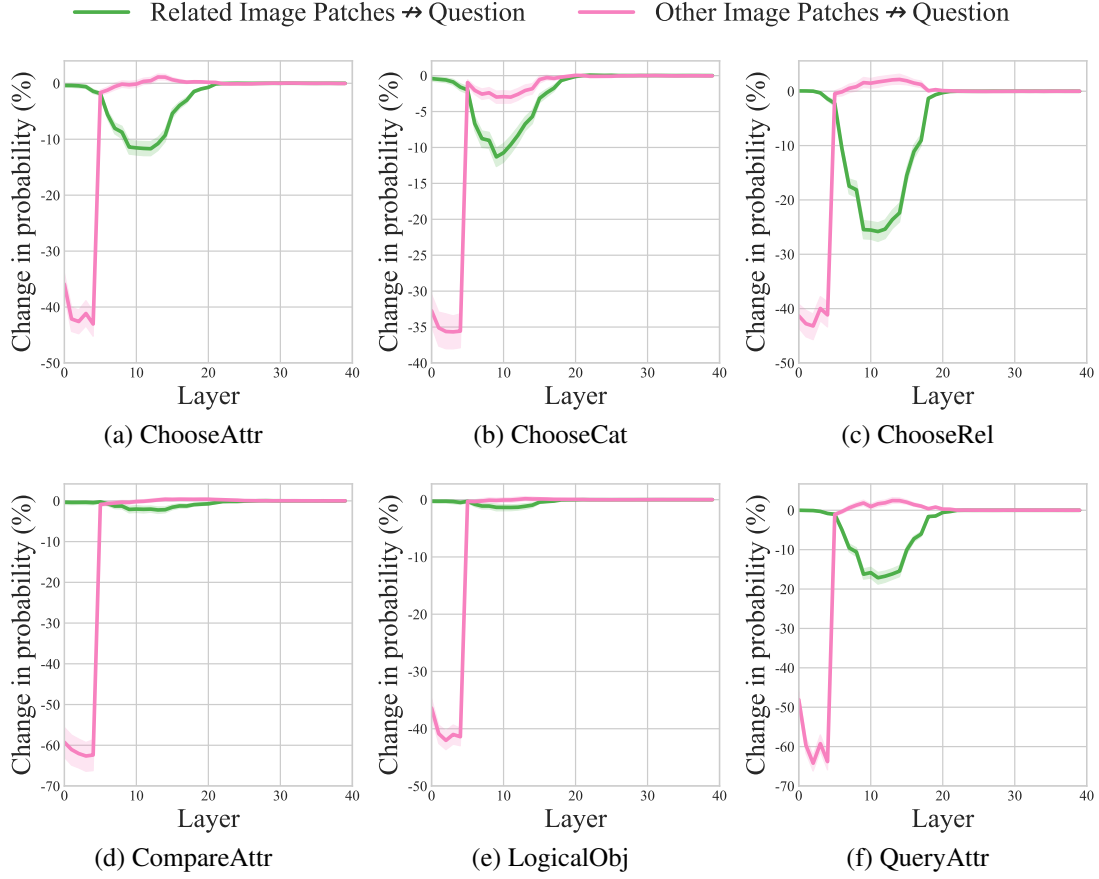 Related Image Patches ↛ Question Other Image Patches ↛ Question
Change in probability (%)
0
-10
-20
-30
-40
-50
0 10 20 30 40
Layer
(a) ChooseAttr
Change in probability (%)
0
-5
-10
-15
-20
-25
-30
-35
-40
0 10 20 30 40
Layer
(b) ChooseCat
Change in probability (%)
0
-10
-20
-30
-40
-50
0 10 20 30 40
Layer
(c) ChooseRel
Change in probability (%)
0
-10
-20
-30
-40
-50
-60
-70
0 10 20 30 40
Layer
(d) CompareAttr
Change in probability (%)
0
-10
-20
-30
-40
-50
0 10 20 30 40
Layer
(e) LogicalObj
Change in probability (%)
0
-10
-20
-30
-40
-50
-60
-70
0 10 20 30 40
Layer
(f) QueryAttr